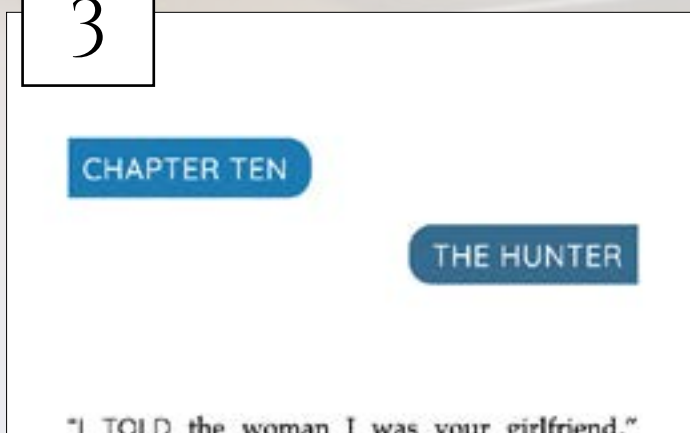 3
CHAPTER TEN
THE HUNTER
"I TOLD the woman I was your girlfriend."